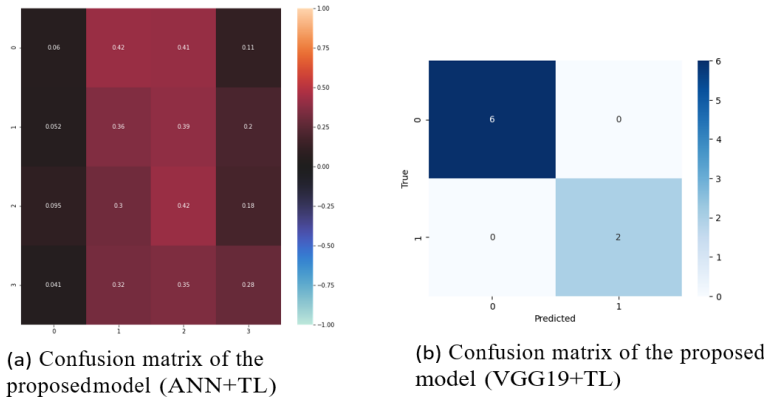 0 0.06 0.42 0.41 0.11
1 0.052 0.36 0.39 0.2
2 0.095 0.3 0.42 0.18
3 0.041 0.32 0.35 0.28
0 1 2 3
1.00
0.75
0.50
0.25
0.00
−0.25
−0.50
−0.75
−1.00
(a) Confusion matrix of the
proposedmodel (ANN+TL)
True
0 6 0
1 0 2
0 1
Predicted
6
5
4
3
2
1
0
(b) Confusion matrix of the proposed
model (VGG19+TL)